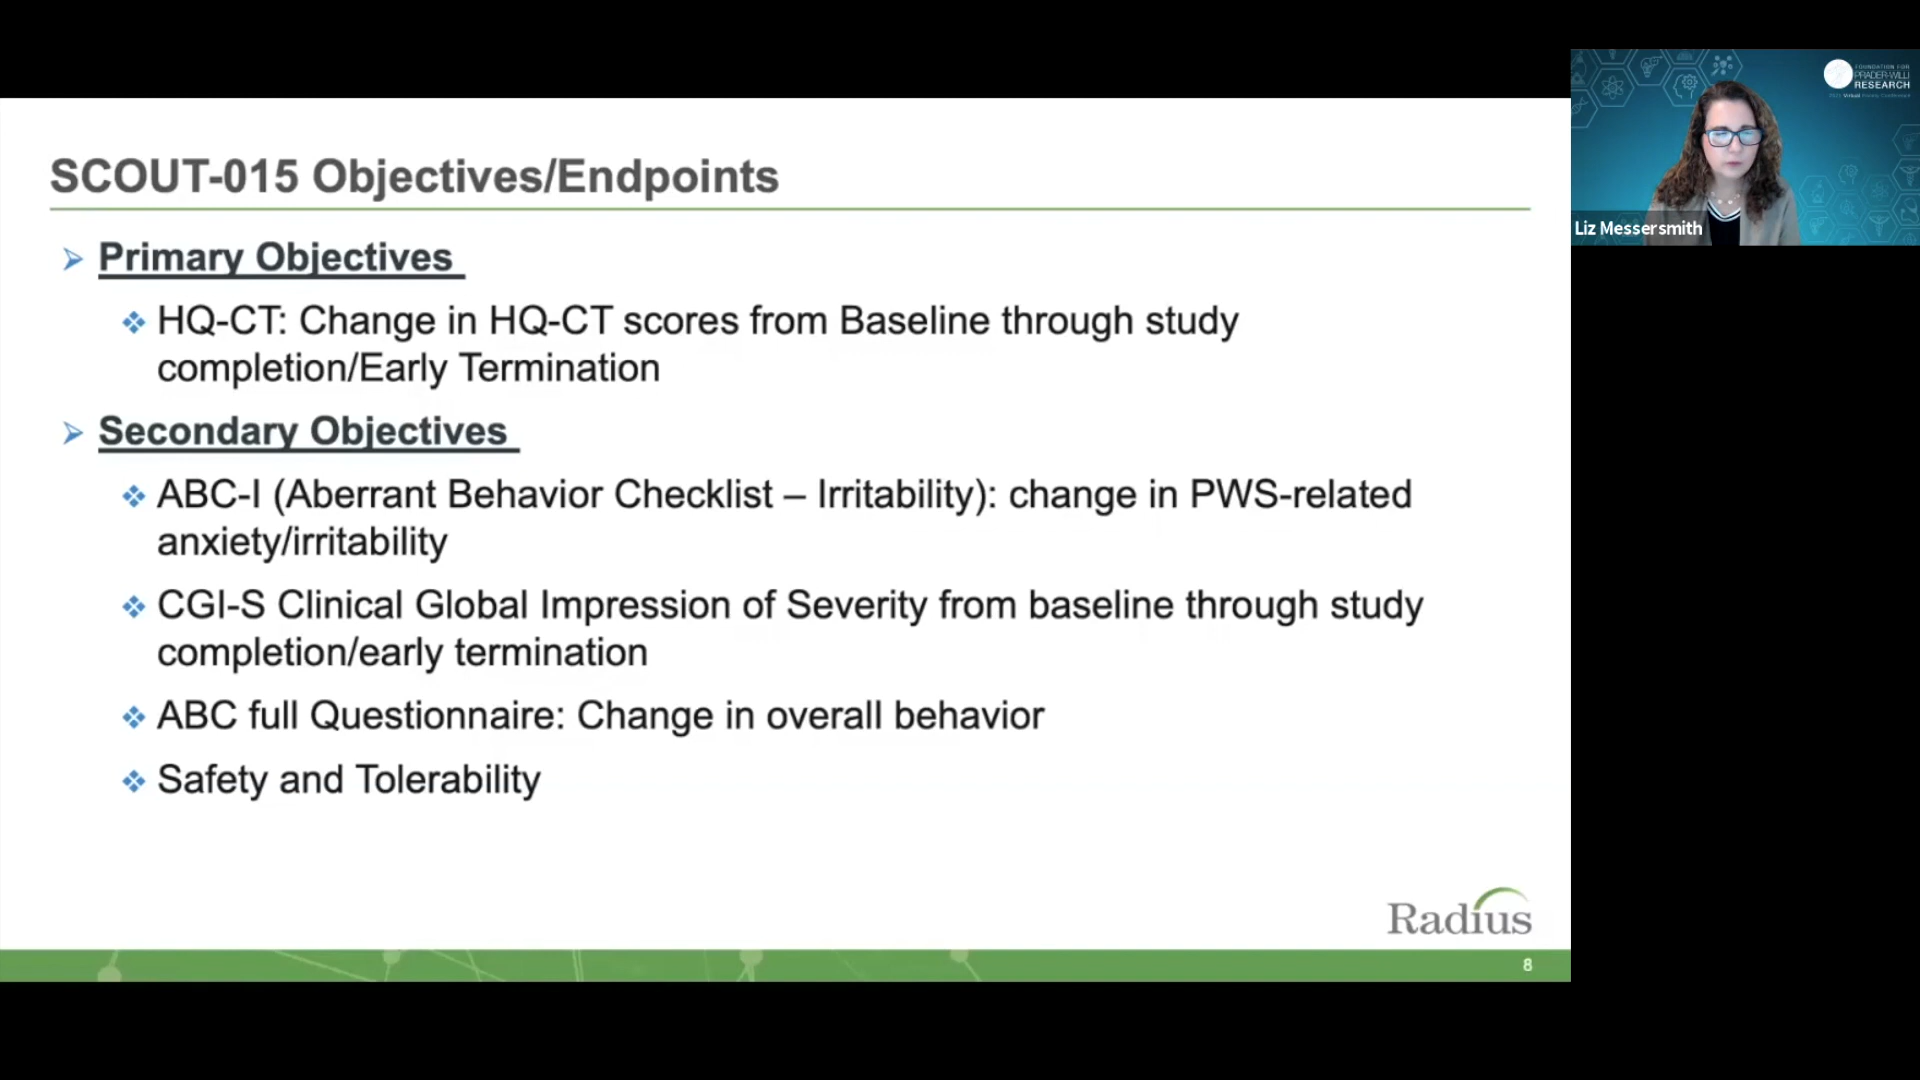 SCOUT-015 Objectives/Endpoints
Primary Objectives
HQ-CT: Change in HQ-CT scores from Baseline through study
completion/Early Termination
Secondary Objectives
ABC-I (Aberrant Behavior Checklist – Irritability): change in PWS-related
anxiety/irritability
CGI-S Clinical Global Impression of Severity from baseline through study
completion/early termination
ABC full Questionnaire: Change in overall behavior
Safety and Tolerability
Radius
8
FOUNDATION FOR
PRADER-WILLI
RESEARCH
Liz Messersmith